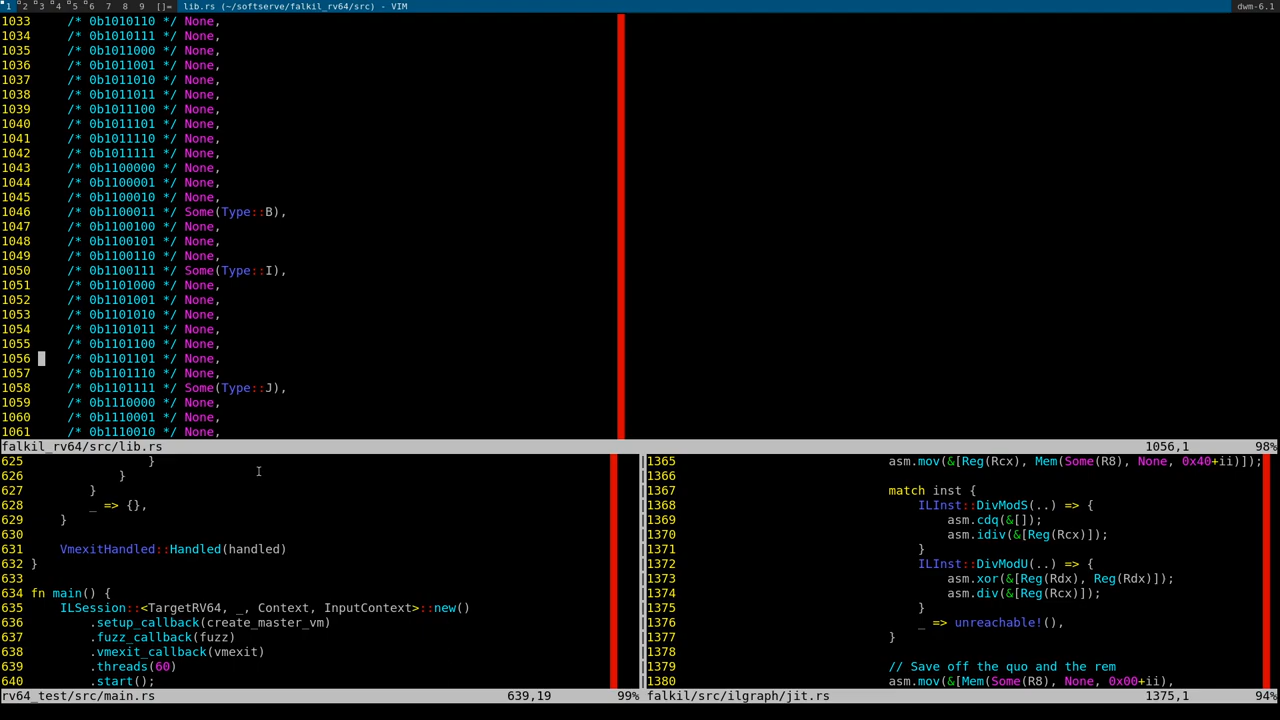 1 2 3 4 5 6 7 8 9 []= lib.rs (~/softserve/falkil_rv64/src) - VIM dwm-6.1
1033 /* 0b1010110 */ None,
1034 /* 0b1010111 */ None,
1035 /* 0b1011000 */ None,
1036 /* 0b1011001 */ None,
1037 /* 0b1011010 */ None,
1038 /* 0b1011011 */ None,
1039 /* 0b1011100 */ None,
1040 /* 0b1011101 */ None,
1041 /* 0b1011110 */ None,
1042 /* 0b1011111 */ None,
1043 /* 0b1100000 */ None,
1044 /* 0b1100001 */ None,
1045 /* 0b1100010 */ None,
1046 /* 0b1100011 */ Some(Type::B),
1047 /* 0b1100100 */ None,
1048 /* 0b1100101 */ None,
1049 /* 0b1100110 */ None,
1050 /* 0b1100111 */ Some(Type::I),
1051 /* 0b1101000 */ None,
1052 /* 0b1101001 */ None,
1053 /* 0b1101010 */ None,
1054 /* 0b1101011 */ None,
1055 /* 0b1101100 */ None,
1056 /* 0b1101101 */ None,
1057 /* 0b1101110 */ None,
1058 /* 0b1101111 */ Some(Type::J),
1059 /* 0b1110000 */ None,
1060 /* 0b1110001 */ None,
1061 /* 0b1110010 */ None,
falkil_rv64/src/lib.rs 1056,1 98%
625 }
626 }
627 }
628 _ => {},
629 }
630
631 VmexitHandled::Handled(handled)
632 }
633
634 fn main() {
635 ILSession::<TargetRV64, _, Context, InputContext>::new()
636 .setup_callback(create_master_vm)
637 .fuzz_callback(fuzz)
638 .vmexit_callback(vmexit)
639 .threads(60)
640 .start();
rv64_test/src/main.rs 639,19 99%
1365 asm.mov(&[Reg(Rcx), Mem(Some(R8), None, 0x40+ii)]);
1366
1367 match inst {
1368 ILInst::DivModS(..) => {
1369 asm.cdq(&[]);
1370 asm.idiv(&[Reg(Rcx)]);
1371 }
1372 ILInst::DivModU(..) => {
1373 asm.xor(&[Reg(Rdx), Reg(Rdx)]);
1374 asm.div(&[Reg(Rcx)]);
1375 }
1376 _ => unreachable!(),
1377 }
1378
1379 // Save off the quo and the rem
1380 asm.mov(&[Mem(Some(R8), None, 0x00+ii),
falkil/src/ilgraph/jit.rs 1375,1 94%